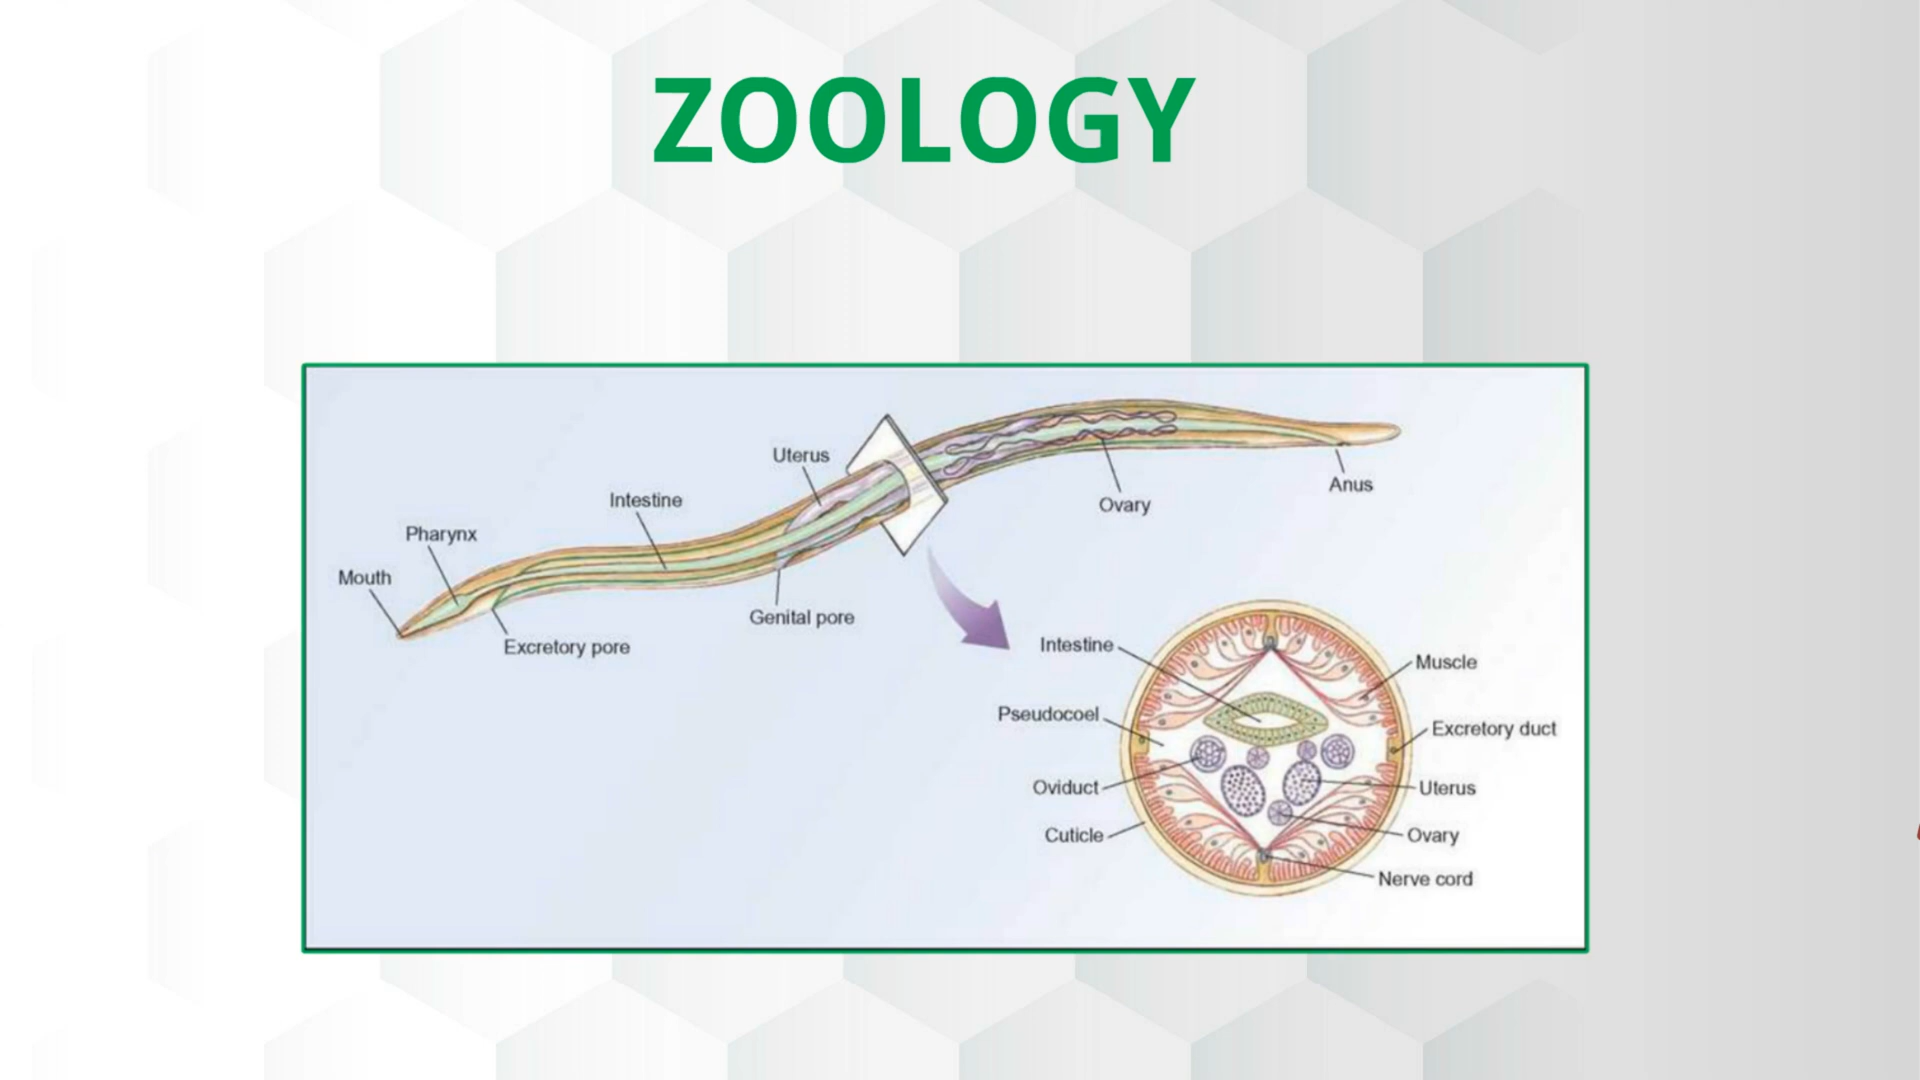 ZOOLOGY
Uterus
Intestine
Pharynx
Mouth
Excretory pore
Genital pore
Ovary
Anus
Intestine
Pseudocoel
Oviduct
Cuticle
Muscle
Excretory duct
Uterus
Ovary
Nerve cord